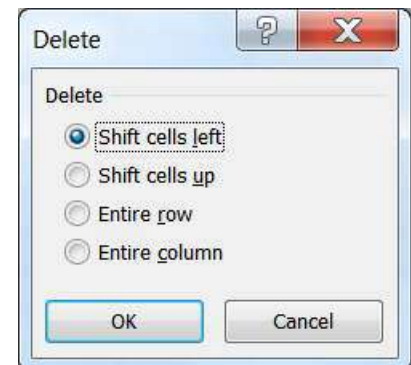 Delete
Delete
Shift cells left
Shift cells up
Entire row
Entire column
OK
Cancel